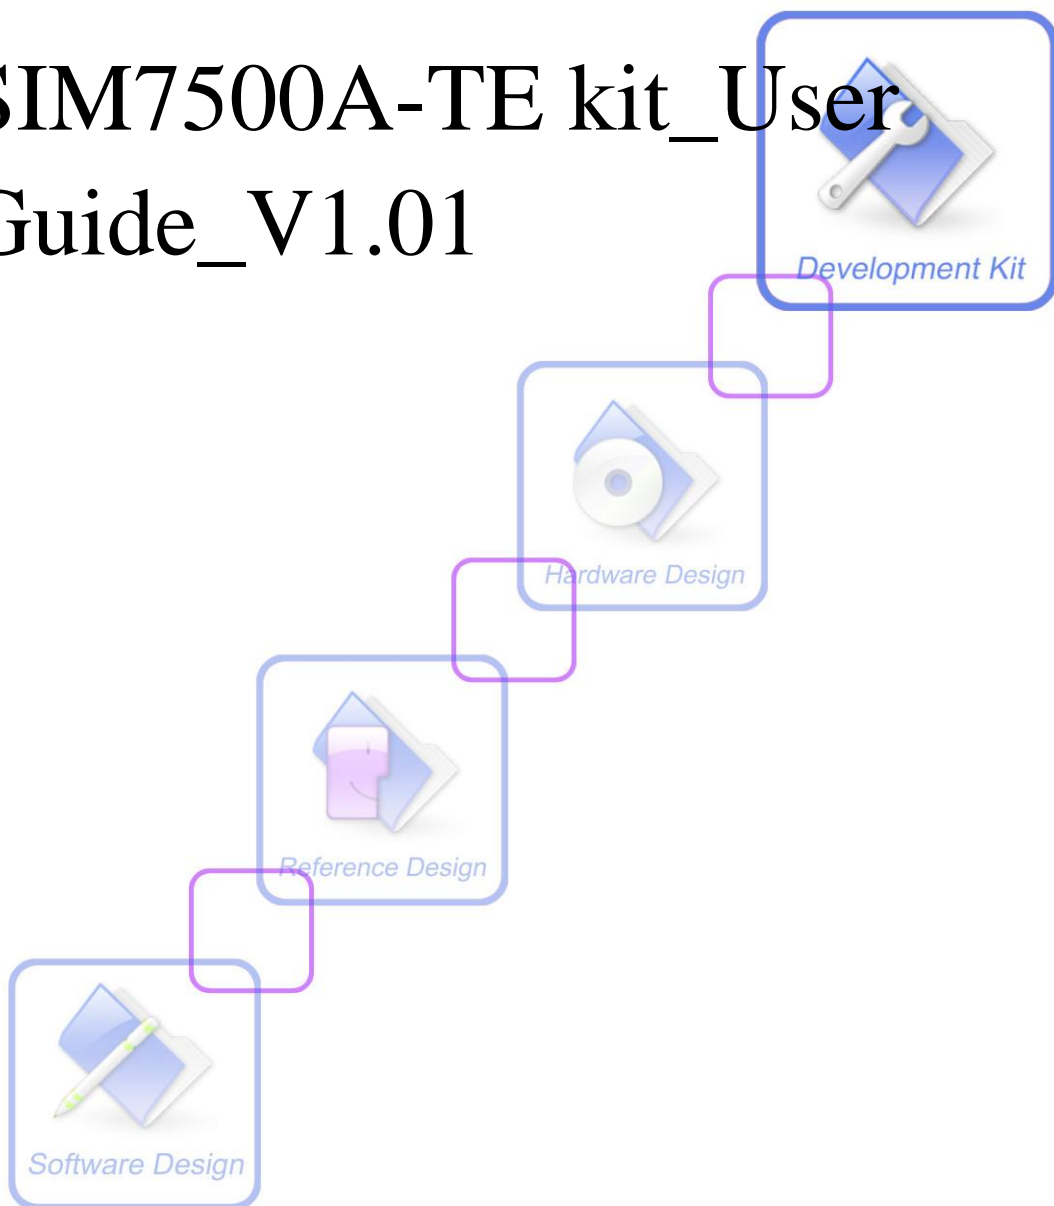 SIM7500A-TE kit_User
Guide_V1.01
Development Kit
Hardware Design
Reference Design
Software Design